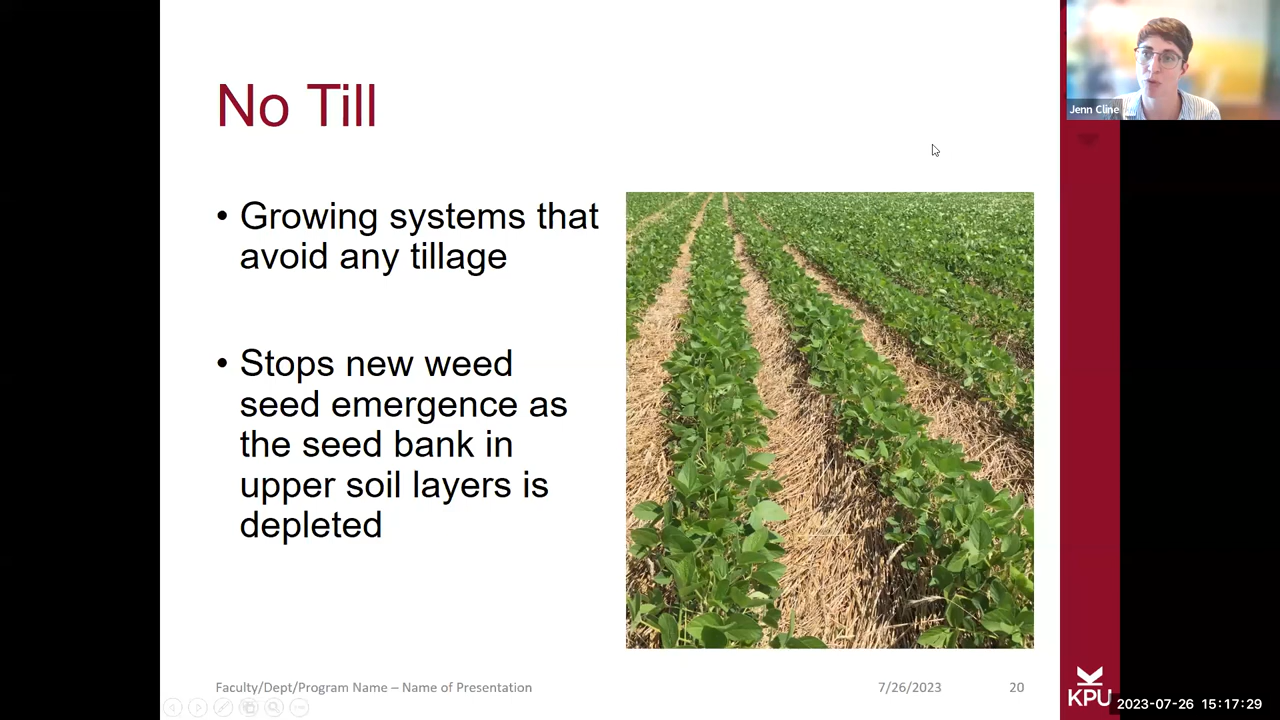 No Till
• Growing systems that
avoid any tillage
• Stops new weed
seed emergence as
the seed bank in
upper soil layers is
depleted
Faculty/Dept/Program Name – Name of Presentation
7/26/2023
20
Jenn Cline
KPU
2023-07-26 15:17:29